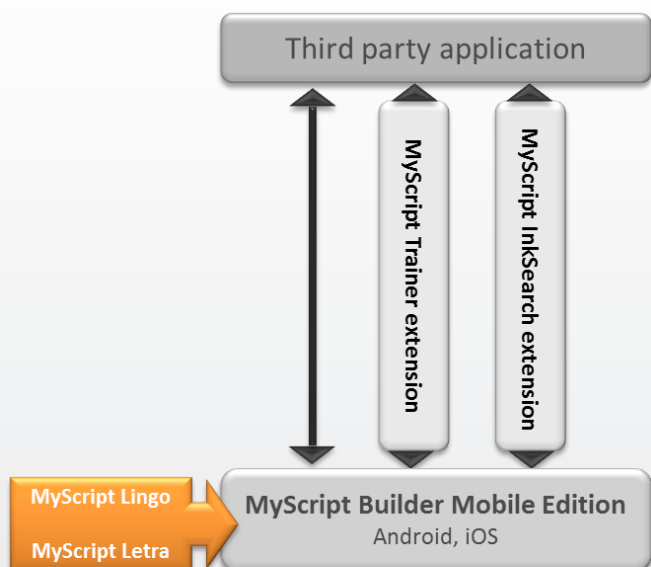 Third party application
MyScript Trainer extension
MyScript InkSearch extension
MyScript Lingo
MyScript Letra
MyScript Builder Mobile Edition
Android, iOS